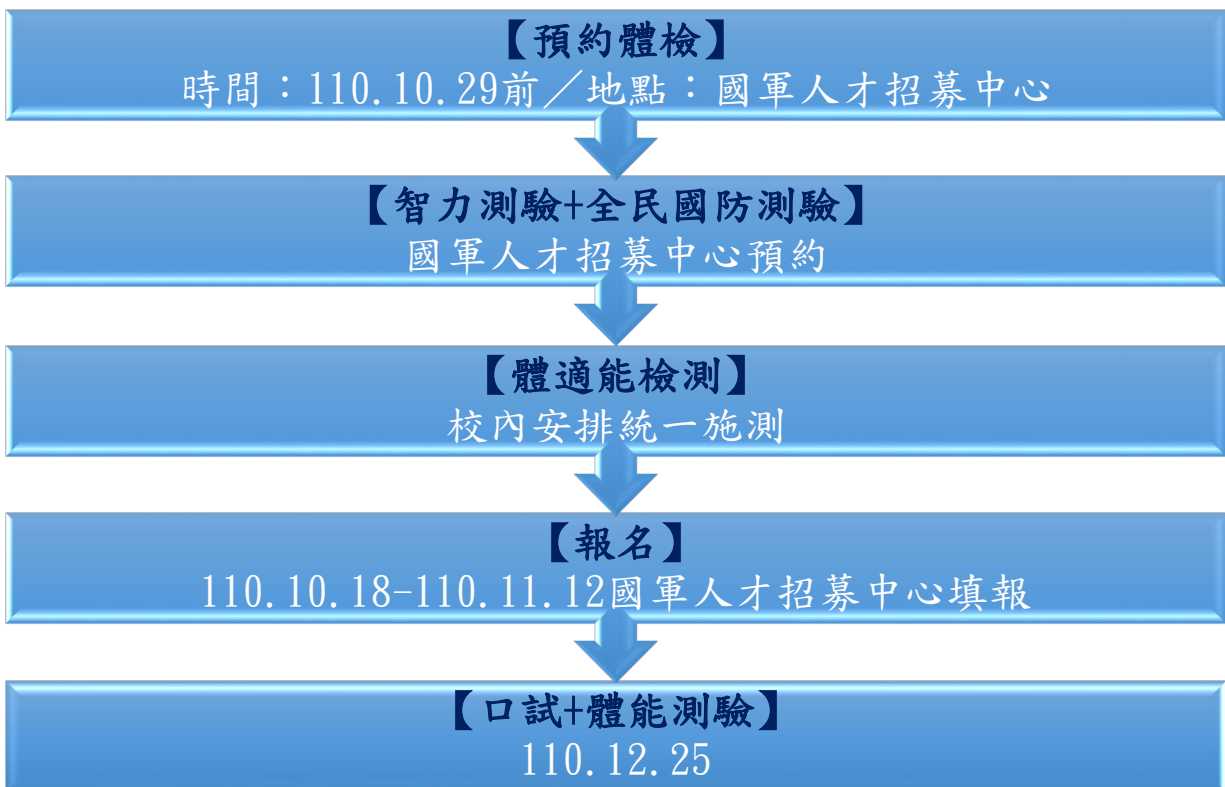 【預約體檢】
時間：110.10.29前／地點：國軍人才招募中心
【智力測驗+全民國防測驗】
國軍人才招募中心預約
【體適能檢測】
校內安排統一施測
【報名】
110.10.18-110.11.12國軍人才招募中心填報
【口試+體能測驗】
110.12.25